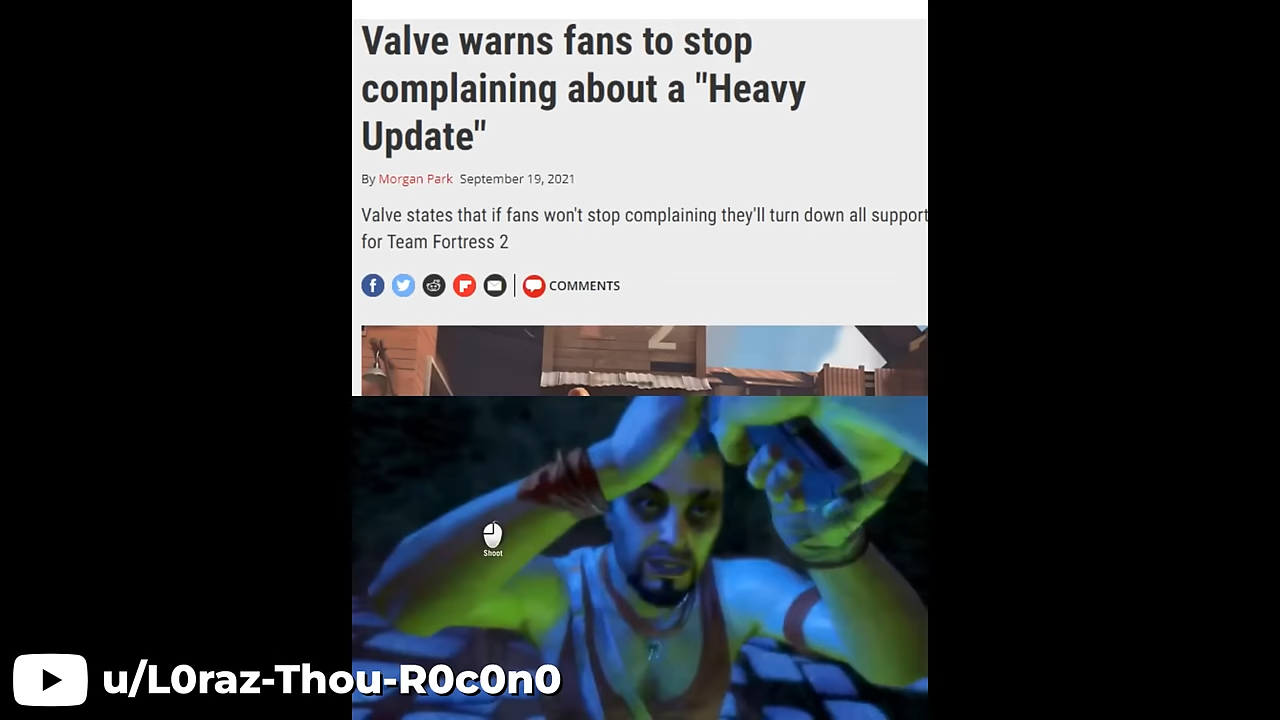 Valve warns fans to stop
complaining about a "Heavy
Update"
By Morgan Park September 19, 2021
Valve states that if fans won't stop complaining they'll turn down all support
for Team Fortress 2
COMMENTS
2
Shoot
u/L0raz-Thou-R0c0n0